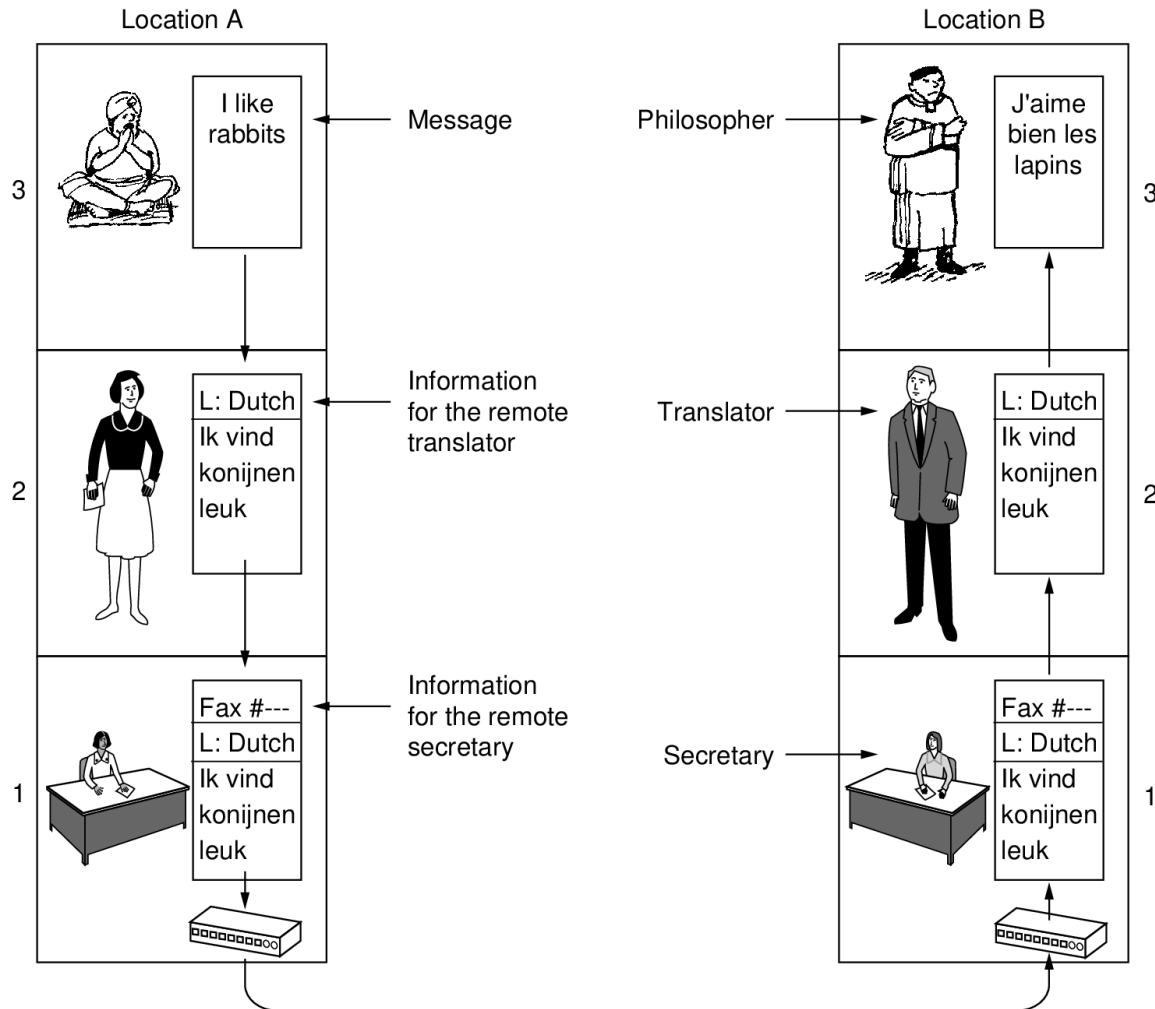 Location A
Location B
I like
rabbits
Message
Philosopher
J'aime
bien les
lapins
3
3
L: Dutch
Ik vind
konijnen
leuk
Information
for the remote
translator
Translator
L: Dutch
Ik vind
konijnen
leuk
2
2
Fax #---
L: Dutch
Ik vind
konijnen
leuk
Information
for the remote
secretary
Secretary
Fax #---
L: Dutch
Ik vind
konijnen
leuk
1
1